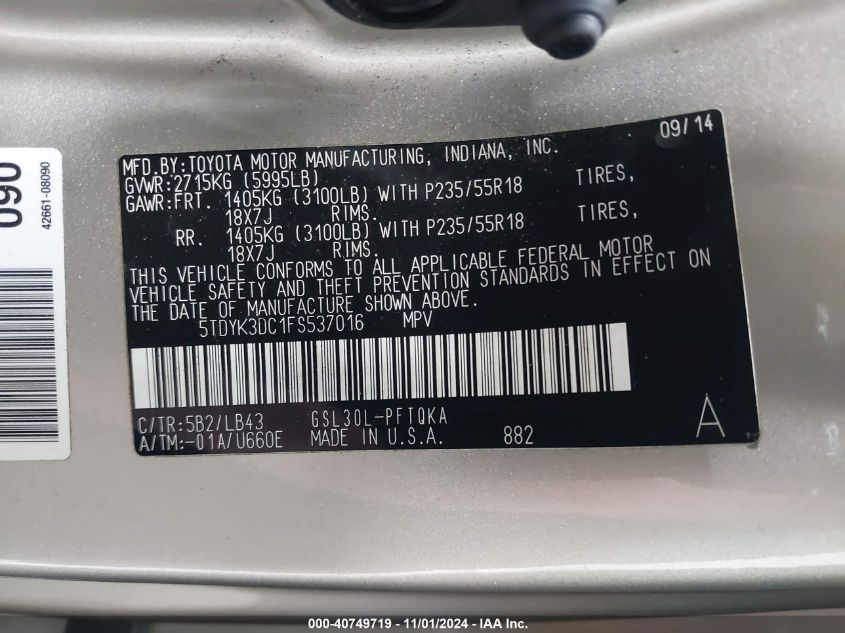 09/14
MFD.BY:TOYOTA MOTOR MANUFACTURING, INDIANA, INC.
GVWR:2715KG (5995LB)
GAWR:FRT. 1405KG (3100LB) WITH P235/55R18 TIRES,
18X7J RIMS.
RR. 1405KG (3100LB) WITH P235/55R18 TIRES,
18X7J RIMS.
THIS VEHICLE CONFORMS TO ALL APPLICABLE FEDERAL MOTOR
VEHICLE SAFETY AND THEFT PREVENTION STANDARDS IN EFFECT ON
THE DATE OF MANUFACTURE SHOWN ABOVE.
5TDYK3DC1FS537016 MPV
C/TR:5B2/LB43 GSL30L-PFTQKA
A/TM:-01A/U660E MADE IN U.S.A. 882
A
090
42661-08090
000-40749719 - 11/01/2024 - IAA Inc.